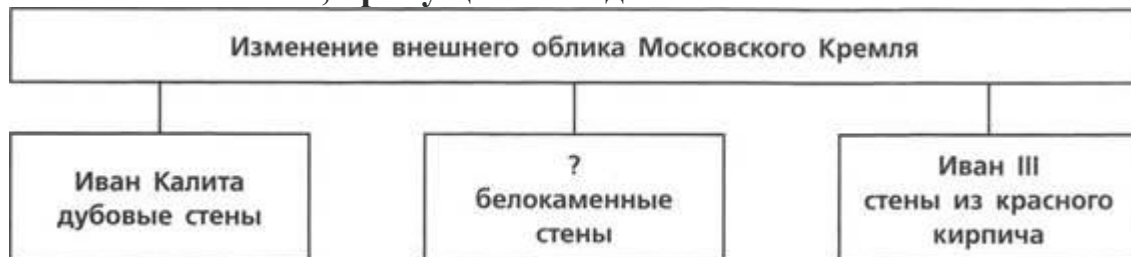 Изменение внешнего облика Московского Кремля
Иван Калита
дубовые стены
?
белокаменные
стены
Иван III
стены из красного
кирпича